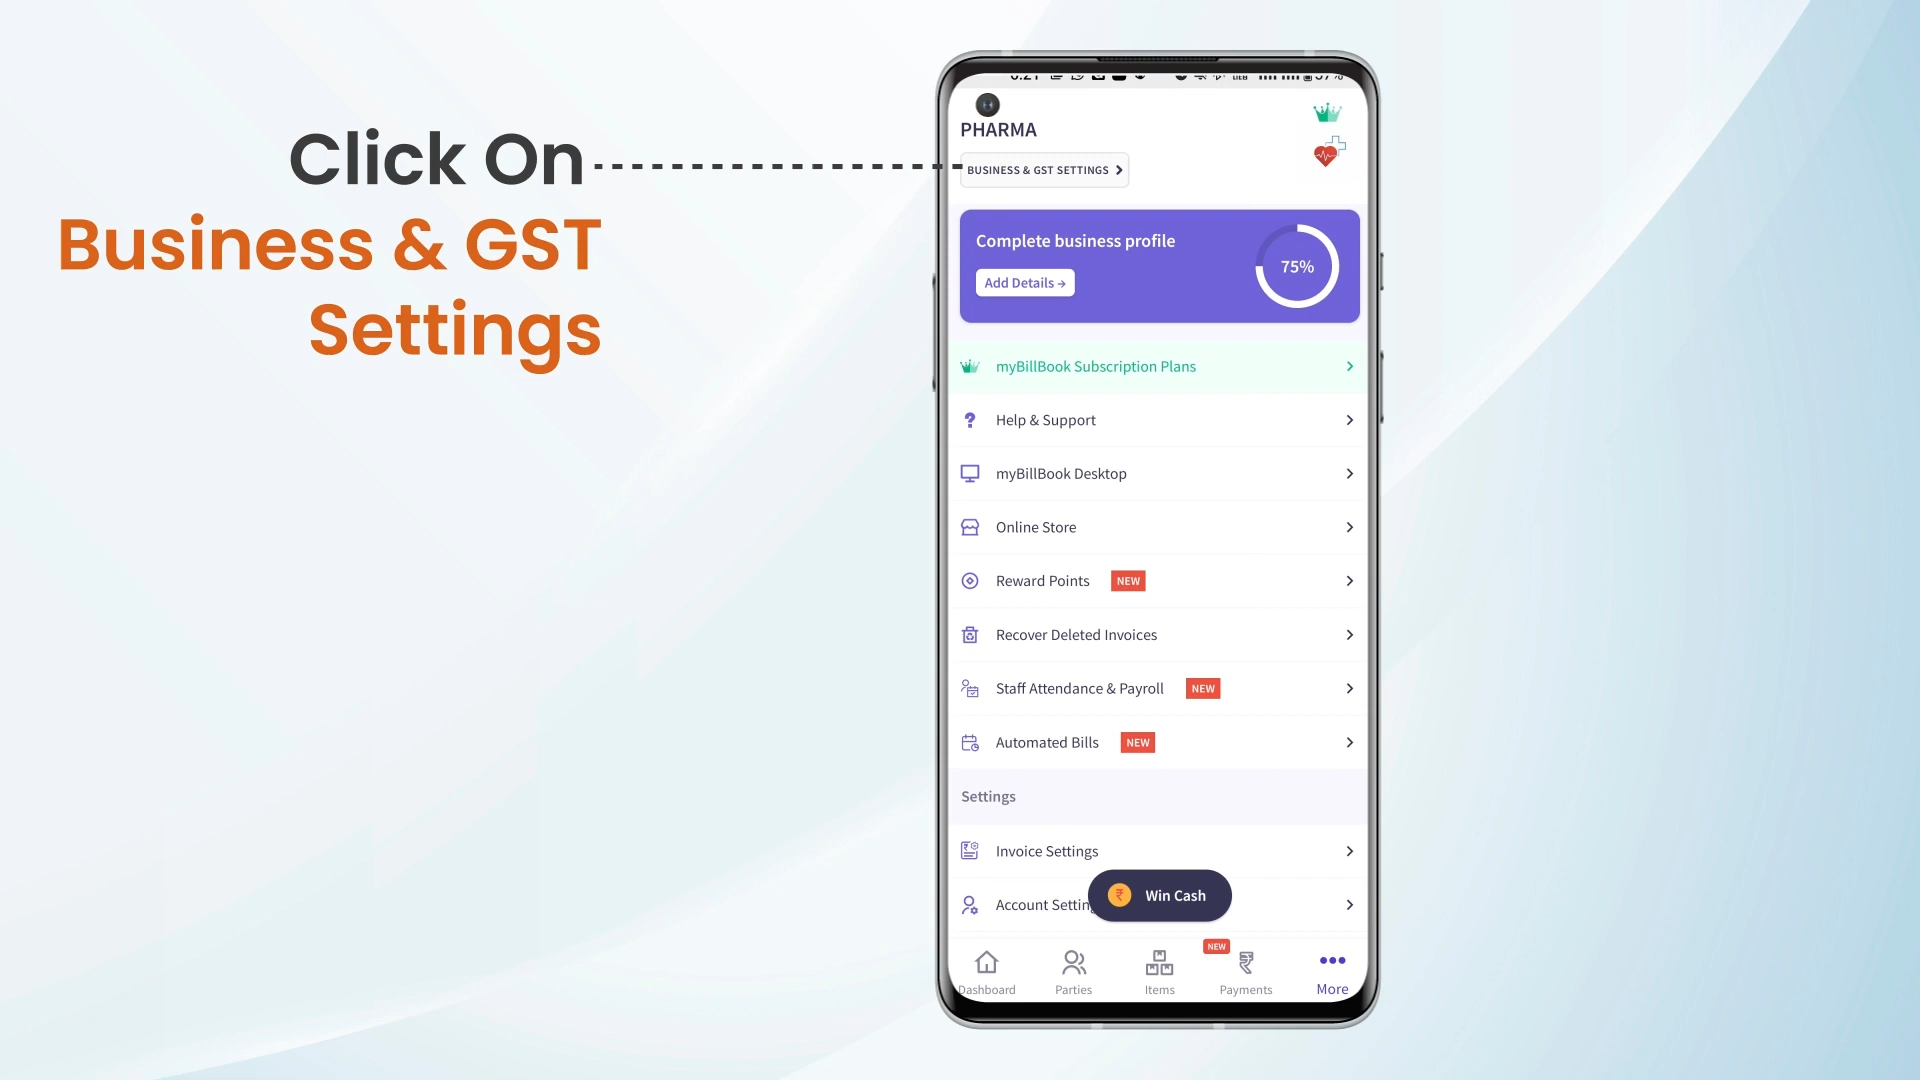 Click On
Business & GST
Settings
PHARMA
BUSINESS & GST SETTINGS
Complete business profile
Add Details →
75%
myBillBook Subscription Plans
Help & Support
myBillBook Desktop
Online Store
Reward Points NEW
Recover Deleted Invoices
Staff Attendance & Payroll NEW
Automated Bills NEW
Settings
Invoice Settings
Account Settin
₹ Win Cash
NEW
Dashboard Parties Items Payments More